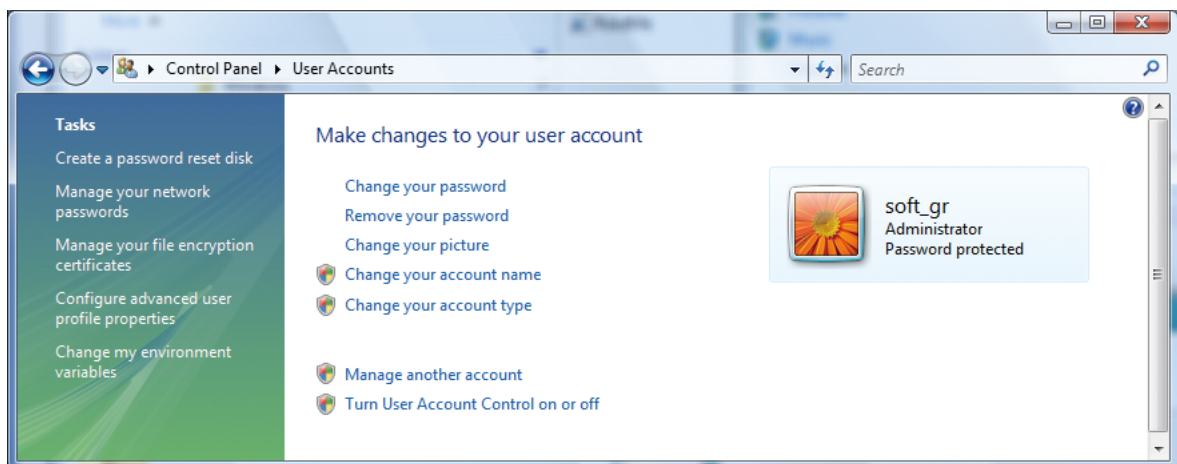 Control Panel
User Accounts
Search
Tasks
Create a password reset disk
Manage your network
passwords
Manage your file encryption
certificates
Configure advanced user
profile properties
Change my environment
variables
Make changes to your user account
Change your password
Remove your password
Change your picture
Change your account name
Change your account type
Manage another account
Turn User Account Control on or off
soft_gr
Administrator
Password protected